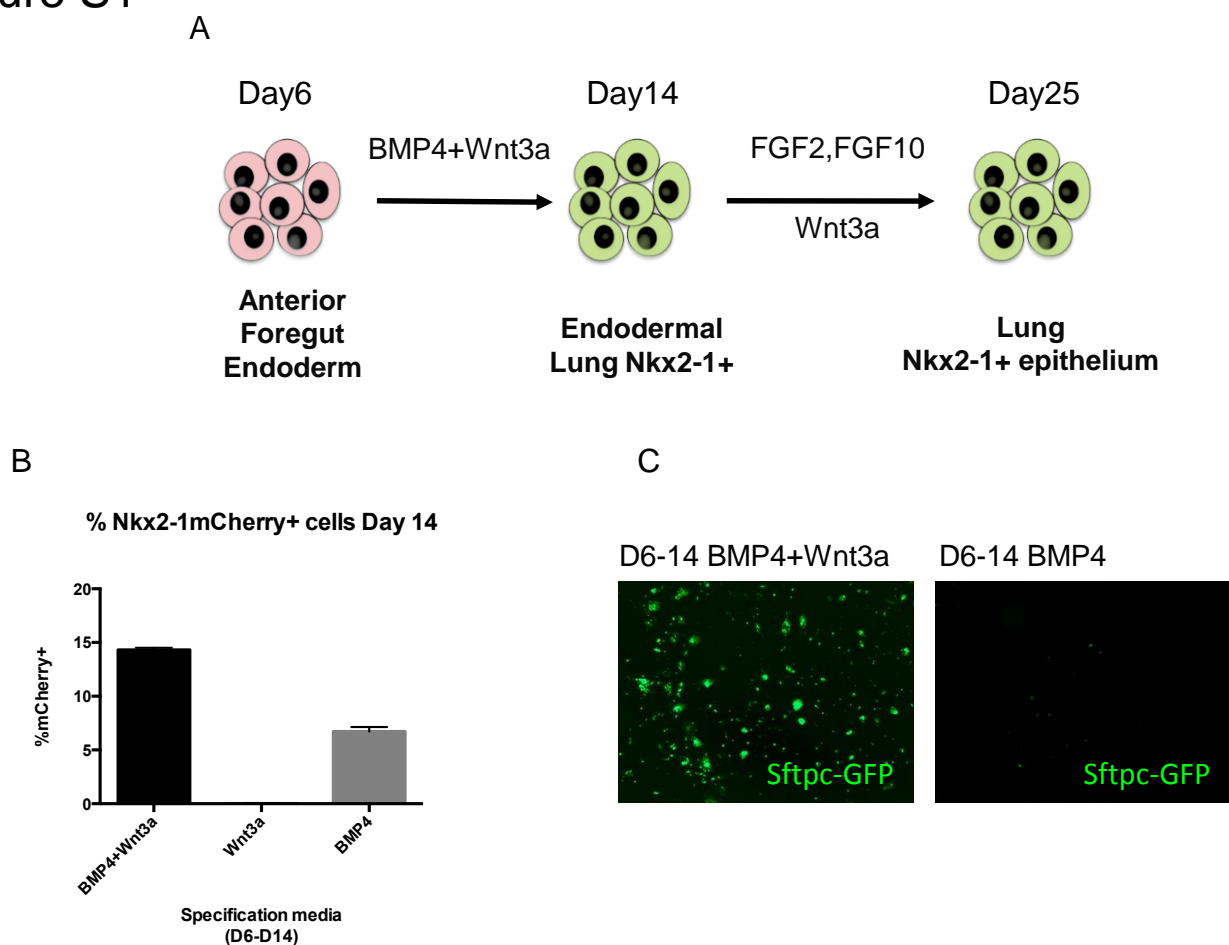 A
Day6
Day14
Day25
BMP4+Wnt3a
FGF2,FGF10
Wnt3a
Anterior
Foregut
Endoderm
Endodermal
Lung Nkx2-1+
Lung
Nkx2-1+ epithelium
B
% Nkx2-1mCherry+ cells Day 14
%mCherry+
20
15
10
5
0
BMP4+Wnt3a
Wnt3a
BMP4
Specification media
(D6-D14)
C
D6-14 BMP4+Wnt3a
D6-14 BMP4
Sftpc-GFP
Sftpc-GFP